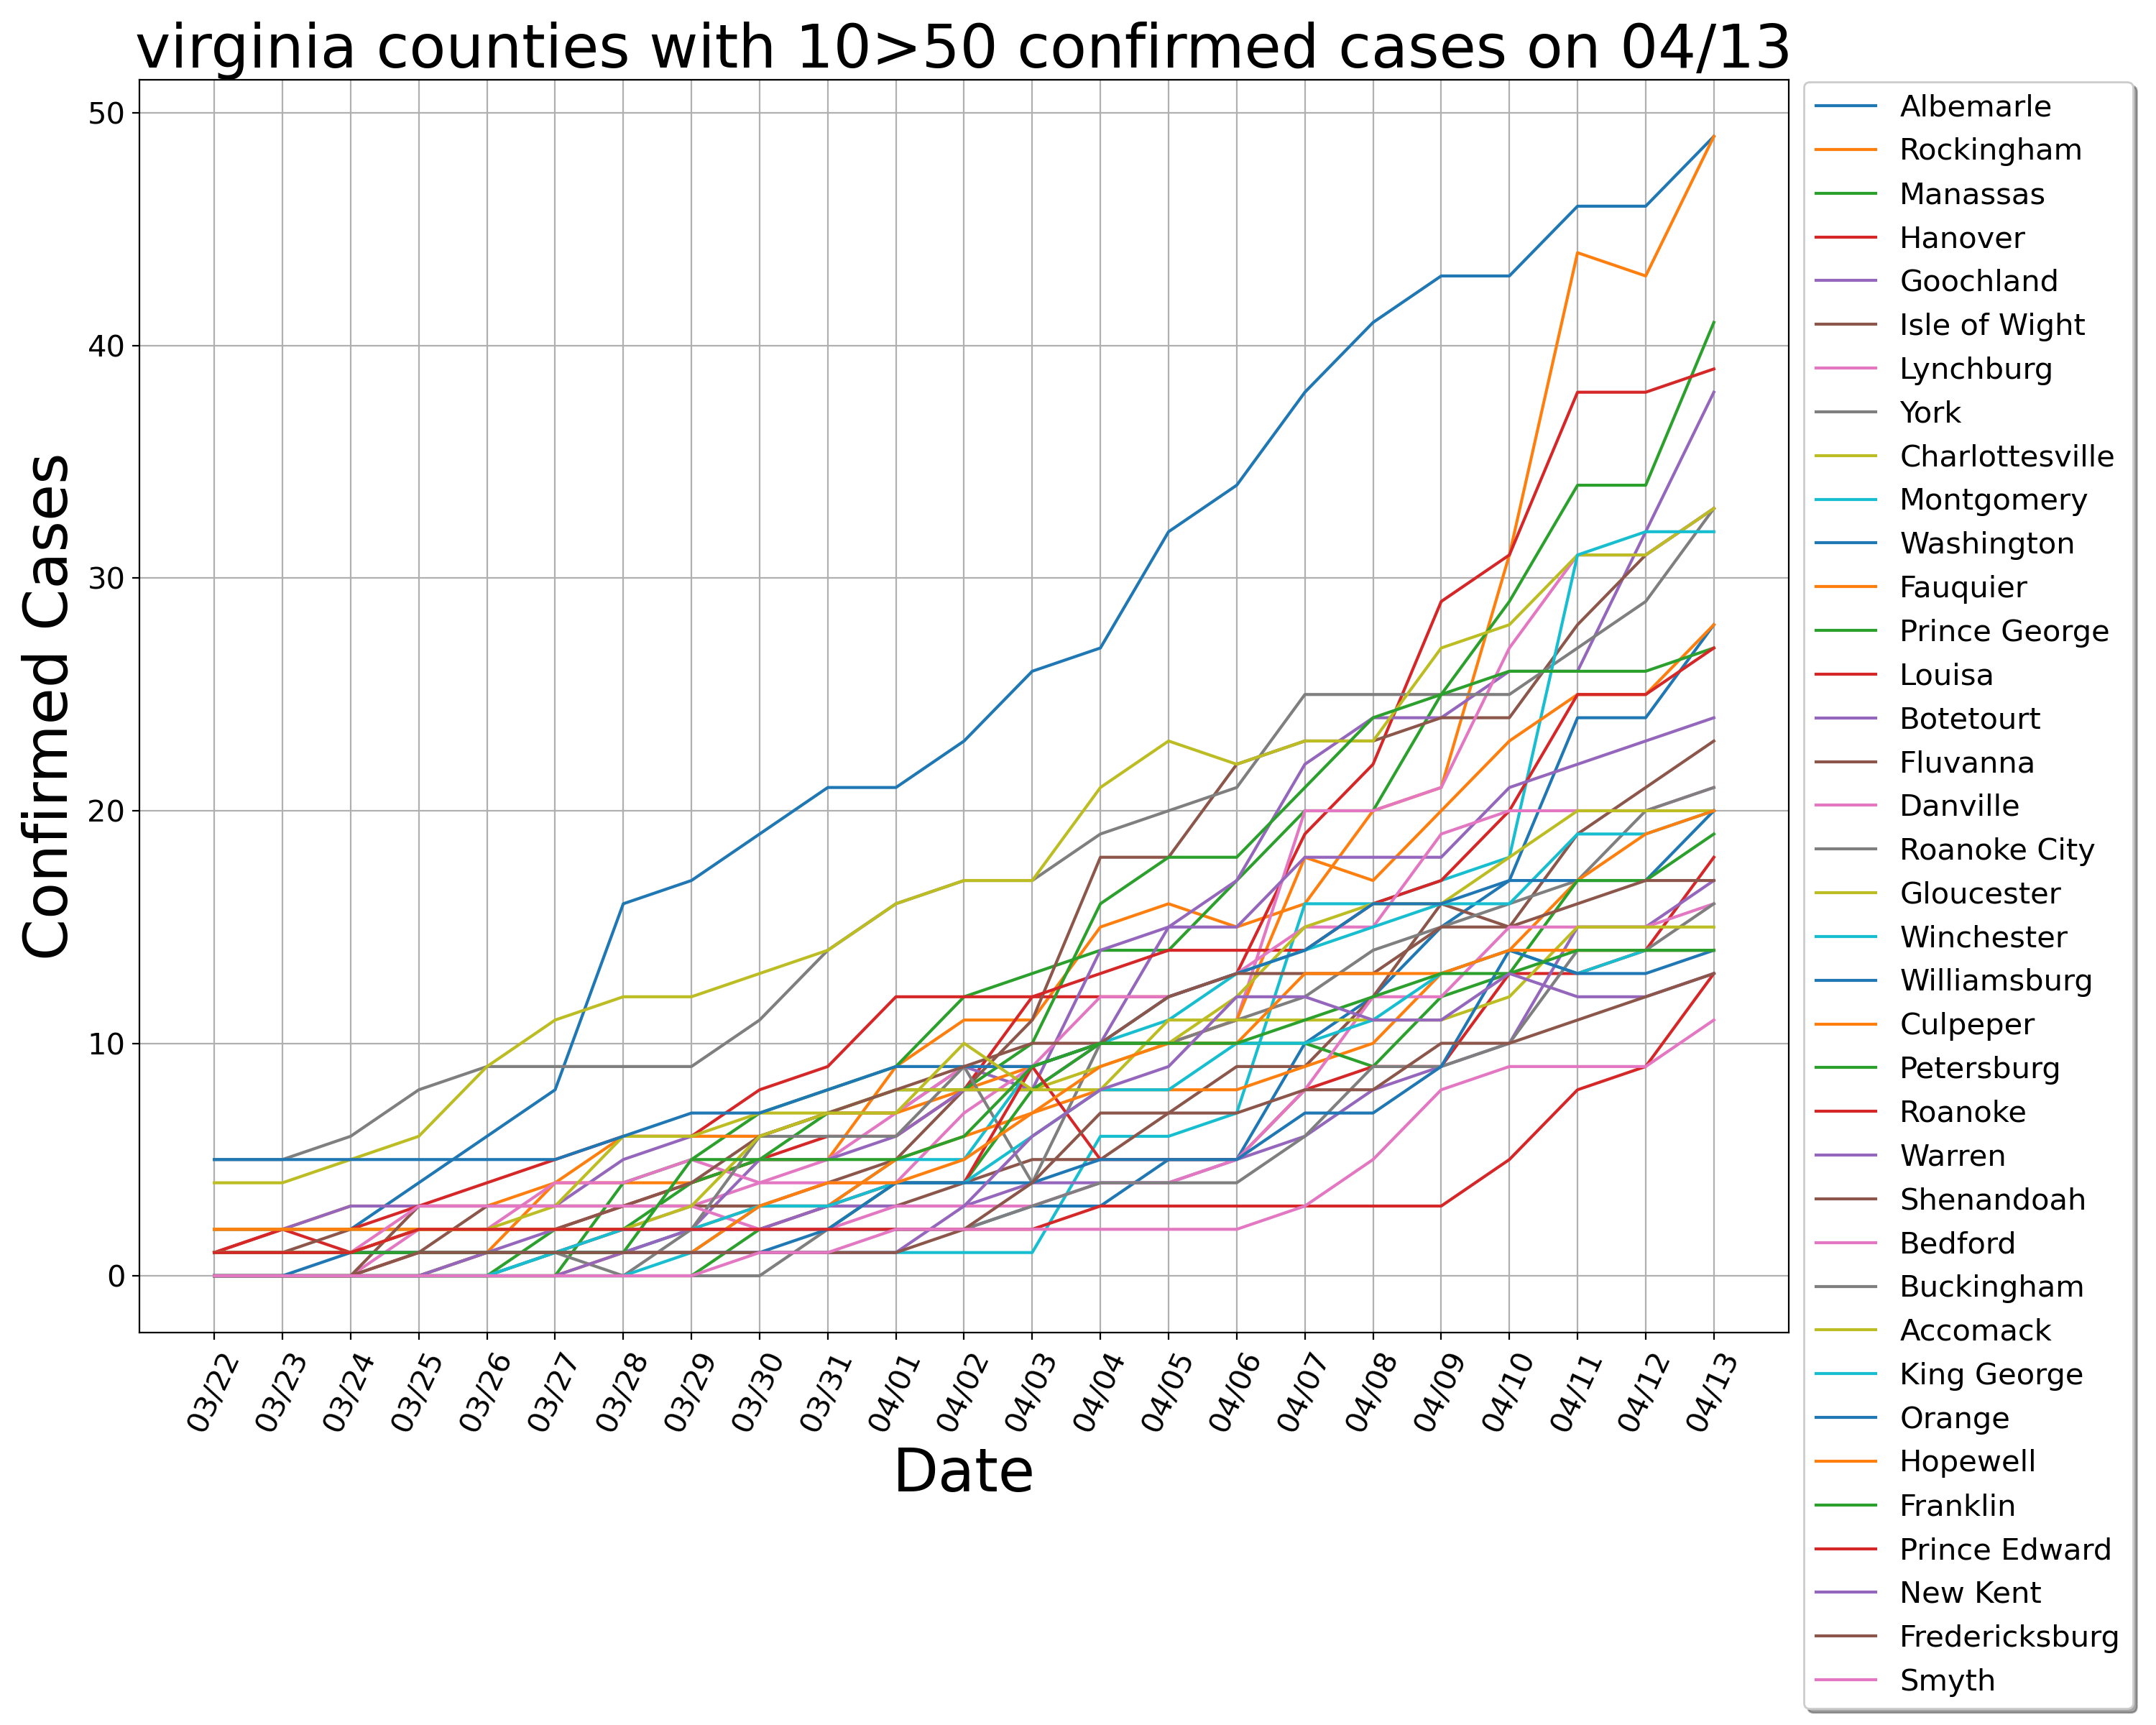 virginia counties with 10>50 confirmed cases on 04/13
50
40
30
20
10
0
Confirmed Cases
03/22
03/23
03/24
03/25
03/26
03/27
03/28
03/29
03/30
03/31
04/01
04/02
04/03
04/04
04/05
04/06
04/07
04/08
04/09
04/10
04/11
04/12
04/13
Date
Albemarle
Rockingham
Manassas
Hanover
Goochland
Isle of Wight
Lynchburg
York
Charlottesville
Montgomery
Washington
Fauquier
Prince George
Louisa
Botetourt
Fluvanna
Danville
Roanoke City
Gloucester
Winchester
Williamsburg
Culpeper
Petersburg
Roanoke
Warren
Shenandoah
Bedford
Buckingham
Accomack
King George
Orange
Hopewell
Franklin
Prince Edward
New Kent
Fredericksburg
Smyth